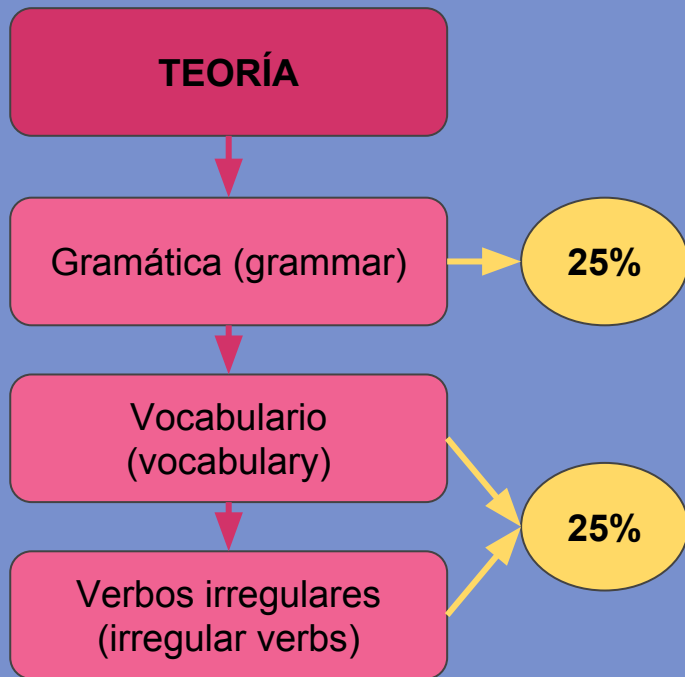 TEORÍA
Gramática (grammar)
25%
Vocabulario
(vocabulary)
25%
Verbos irregulares
(irregular verbs)